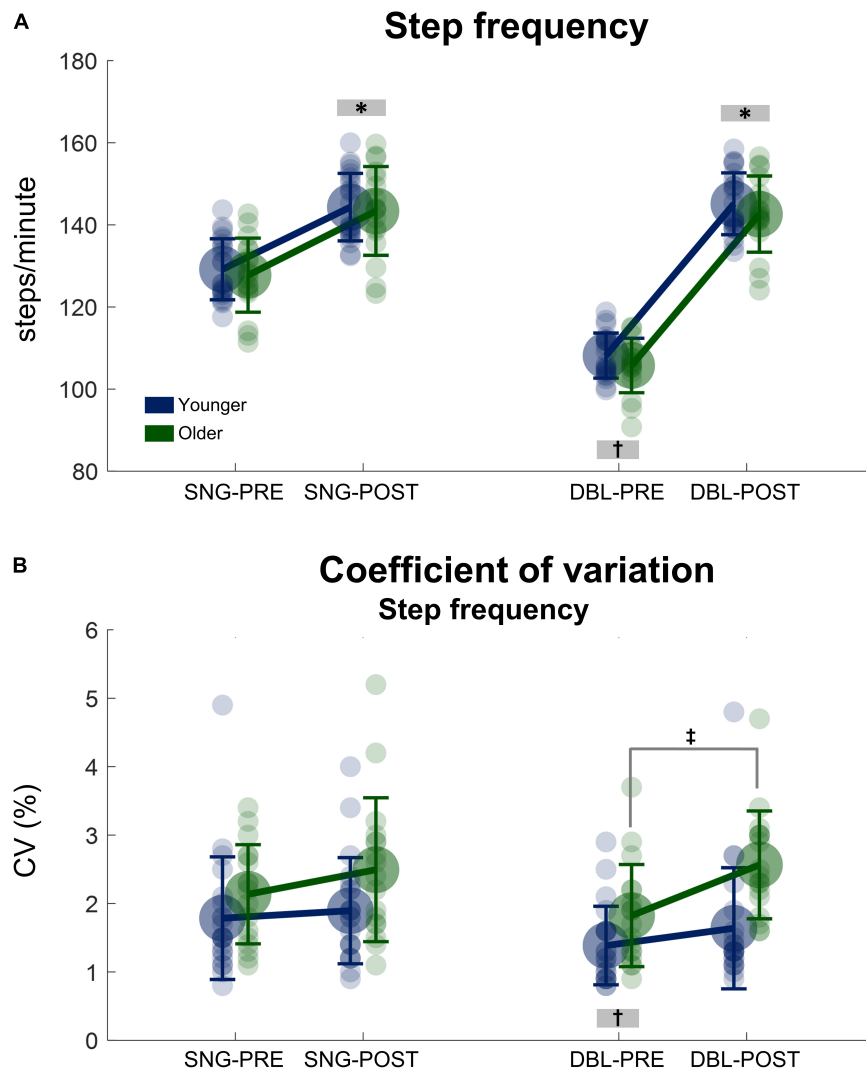 A
Step frequency
steps/minute
180
160
140
120
100
80
*
*
Younger
Older
†
SNG-PRE SNG-POST DBL-PRE DBL-POST
B
Coefficient of variation
Step frequency
CV (%)
6
5
4
3
2
1
0
‡
†
SNG-PRE SNG-POST DBL-PRE DBL-POST